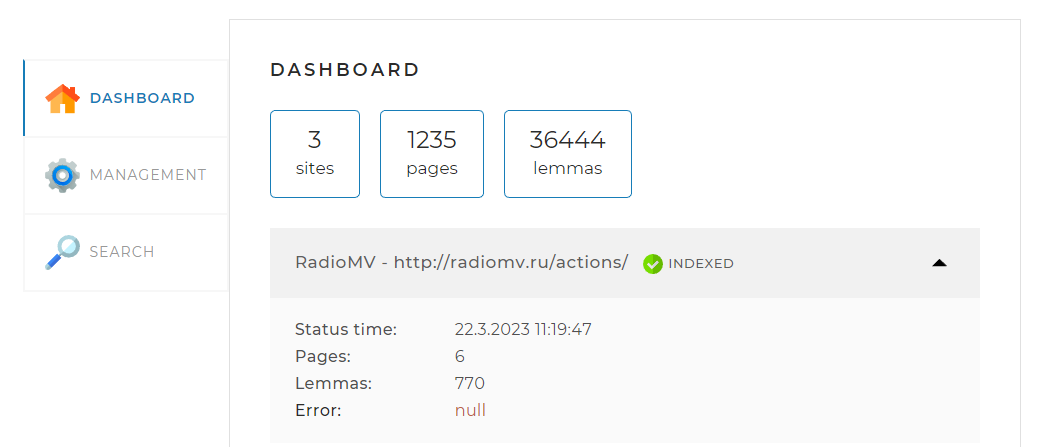 DASHBOARD
MANAGEMENT
SEARCH
DASHBOARD
3 sites
1235 pages
36444 lemmas
RadioMV - http://radiomv.ru/actions/ INDEXED
Status time: 22.3.2023 11:19:47
Pages: 6
Lemmas: 770
Error: null